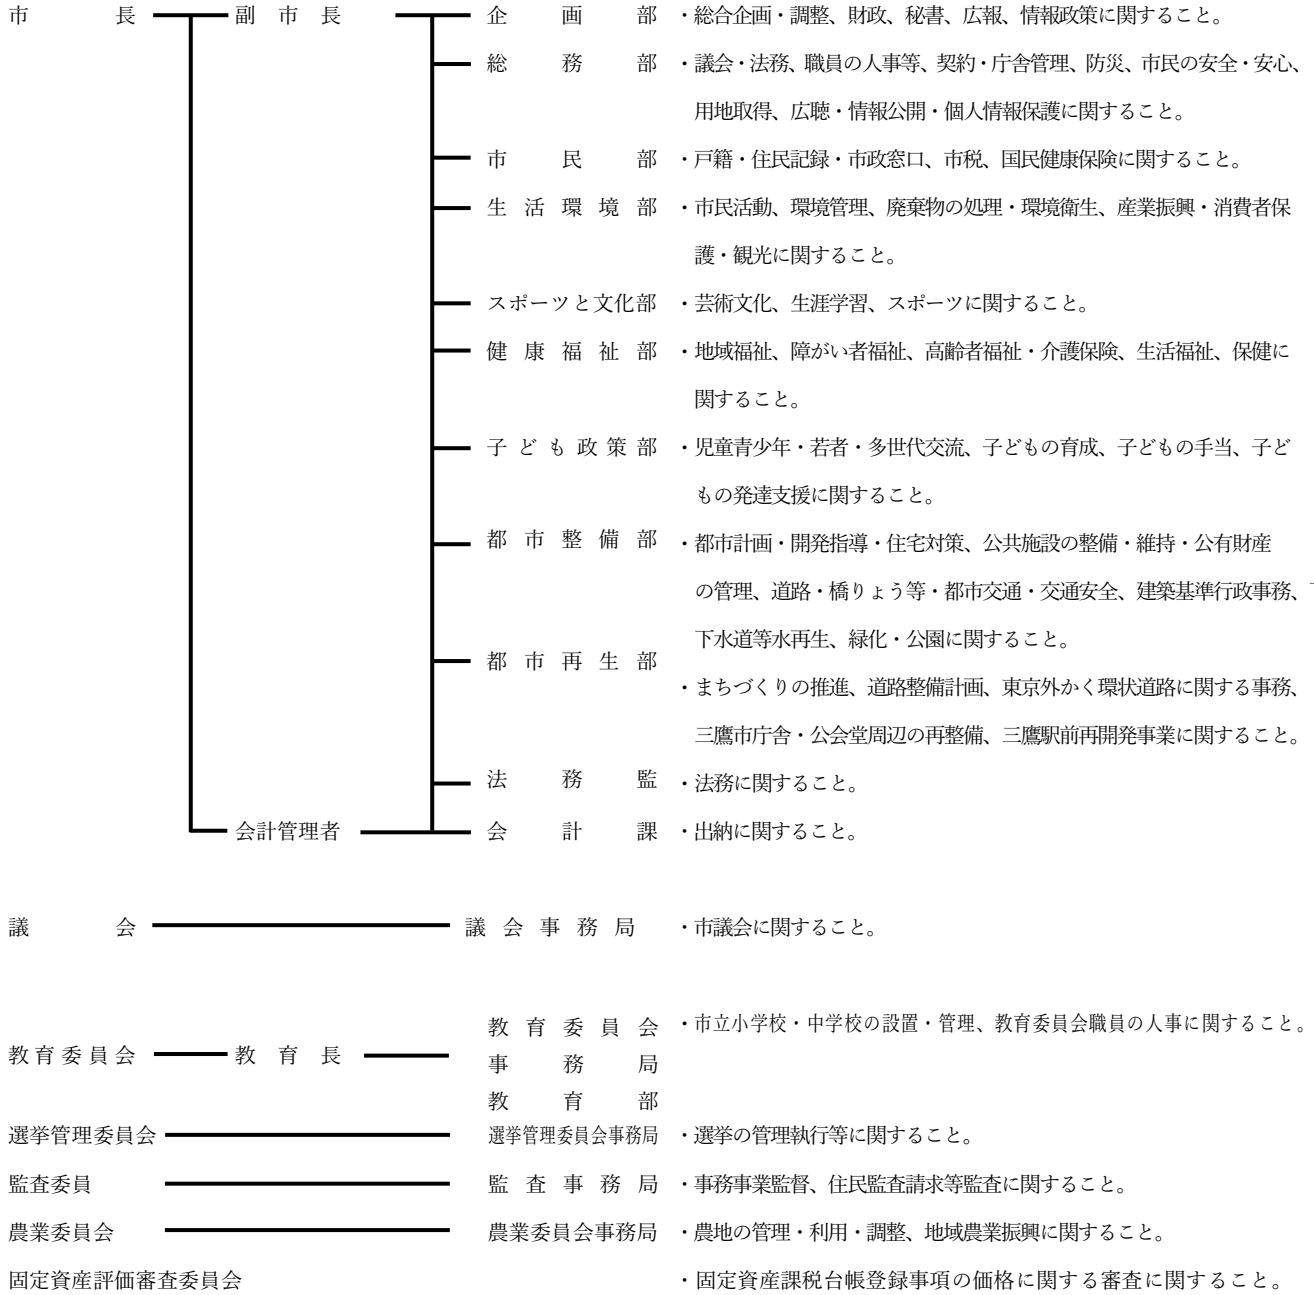 市長 副市長 企画部 ・総合企画・調整、財政、秘書、広報、情報政策に関すること。
総務部 ・議会・法務、職員の人事等、契約・庁舎管理、防災、市民の安全・安心、
用地取得、広聴・情報公開・個人情報保護に関すること。
市民部 ・戸籍・住民記録・市政窓口、市税、国民健康保険に関すること。
生活環境部 ・市民活動、環境管理、廃棄物の処理・環境衛生、産業振興・消費者保
護・観光に関すること。
スポーツと文化部 ・芸術文化、生涯学習、スポーツに関すること。
健康福祉部 ・地域福祉、障がい者福祉、高齢者福祉・介護保険、生活福祉、保健に
関すること。
子ども政策部 ・児童青少年・若者・多世代交流、子どもの育成、子どもの手当、子ど
もの発達支援に関すること。
都市整備部 ・都市計画・開発指導・住宅対策、公共施設の整備・維持・公有財産
の管理、道路・橋りょう等・都市交通・交通安全、建築基準行政事務、
下水道等水再生、緑化・公園に関すること。
都市再生部
・まちづくりの推進、道路整備計画、東京外かく環状道路に関する事務、
三鷹市庁舎・公会堂周辺の再整備、三鷹駅前再開発事業に関すること。
法務監 ・法務に関すること。
会計管理者 会計課 ・出納に関すること。
議会 議会事務局 ・市議会に関すること。
教育委員会 ・市立小学校・中学校の設置・管理、教育委員会職員の人事に関すること。
教育委員会 教育長 事務局
教育部
選挙管理委員会 選挙管理委員会事務局 ・選挙の管理執行等に関すること。
監査委員 監査事務局 ・事務事業監督、住民監査請求等監査に関すること。
農業委員会 農業委員会事務局 ・農地の管理・利用・調整、地域農業振興に関すること。
固定資産評価審査委員会 ・固定資産課税台帳登録事項の価格に関する審査に関すること。